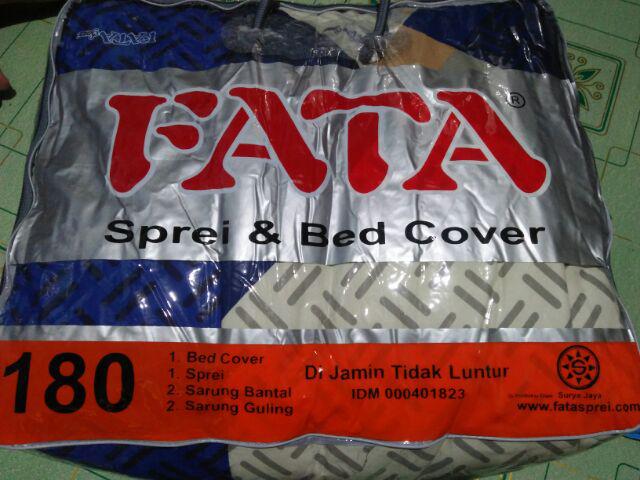 FATA®
Sprei & Bed Cover
180
1. Bed Cover
1. Sprei
2. Sarung Bantal
2. Sarung Guling
Di Jamin Tidak Luntur
IDM 000401823
Surya Jaya
www.fatasprei.com